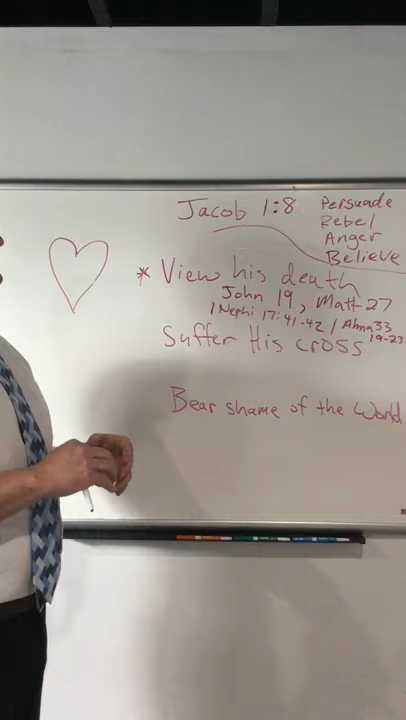 Jacob 1:8
Persuade
Rebel
Anger
Believe
* View his death
John 19, Matt 27
1 Nephi 17:41-42 / Alma 33
19-23
Suffer His cross
Bear shame of the World